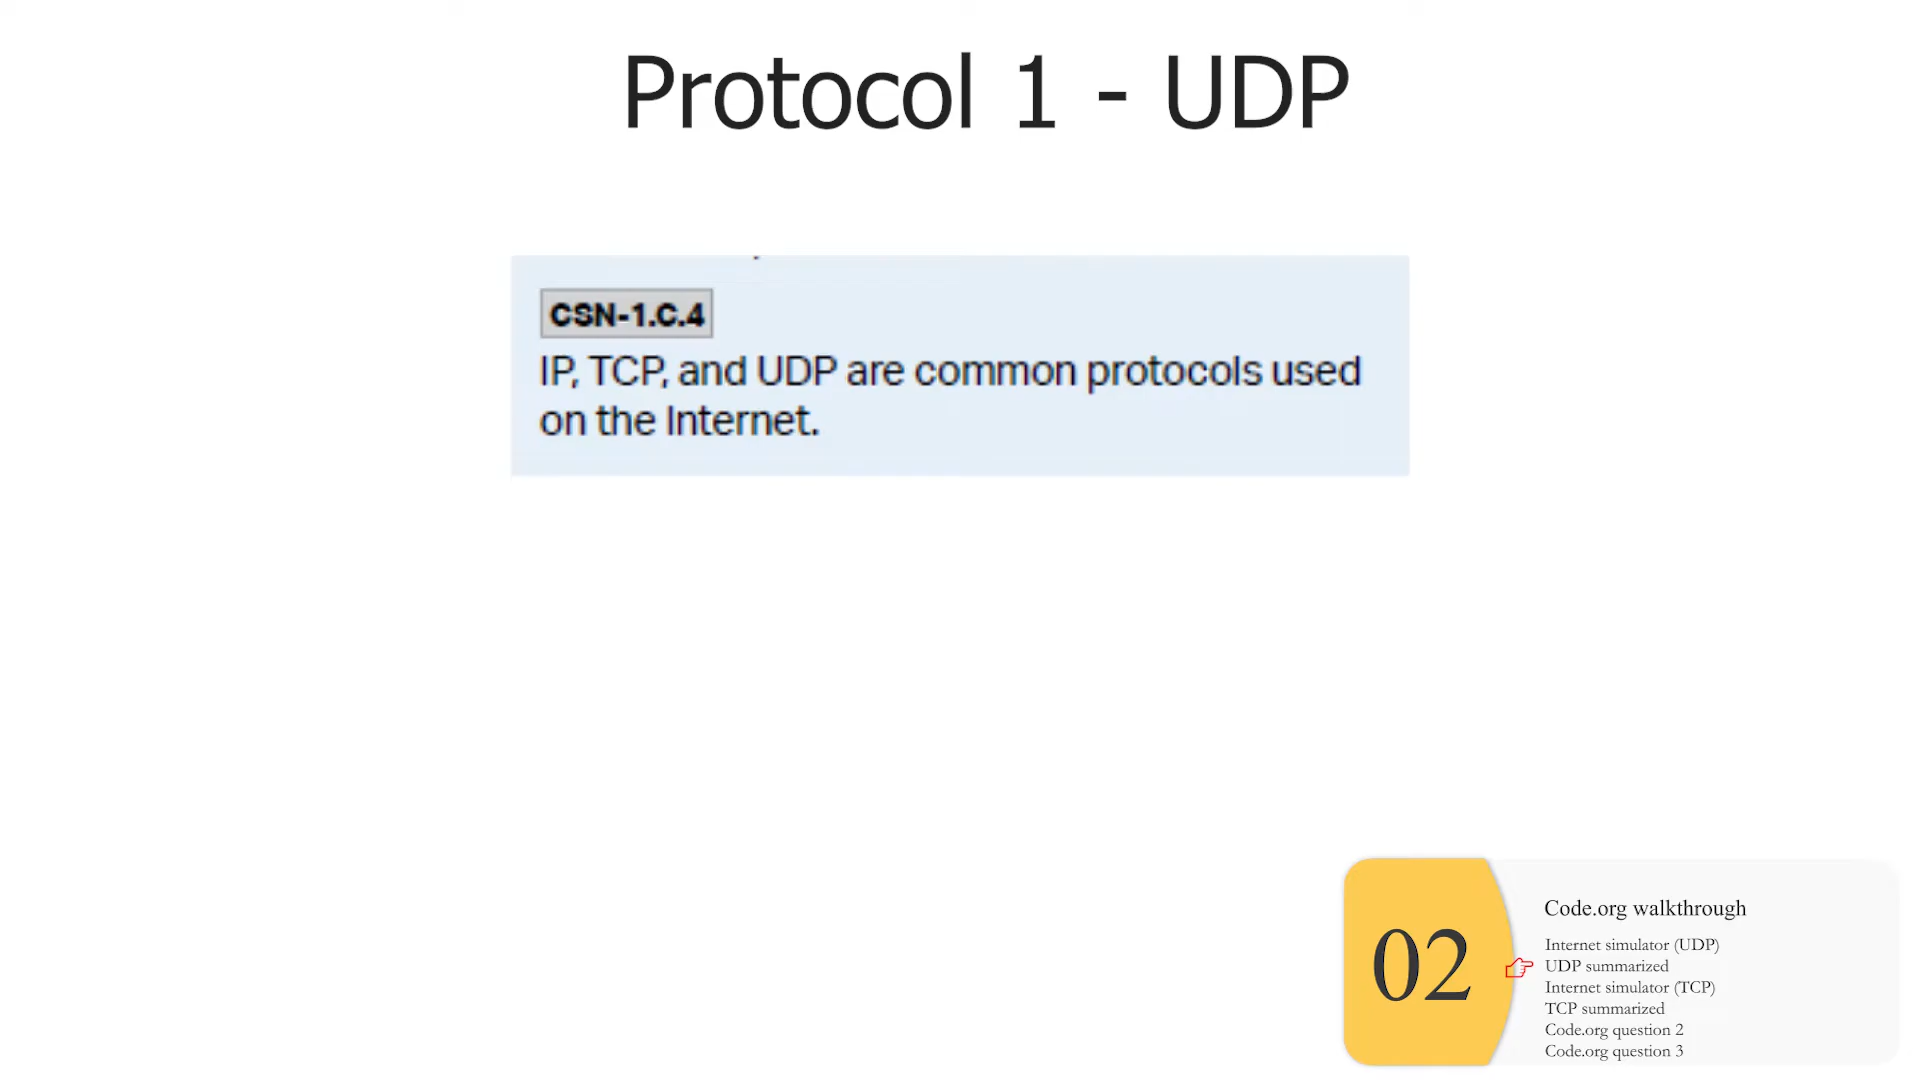 Protocol 1 - UDP
CSN-1.C.4
IP, TCP, and UDP are common protocols used
on the Internet.
02
Code.org walkthrough
Internet simulator (UDP)
UDP summarized
Internet simulator (TCP)
TCP summarized
Code.org question 2
Code.org question 3